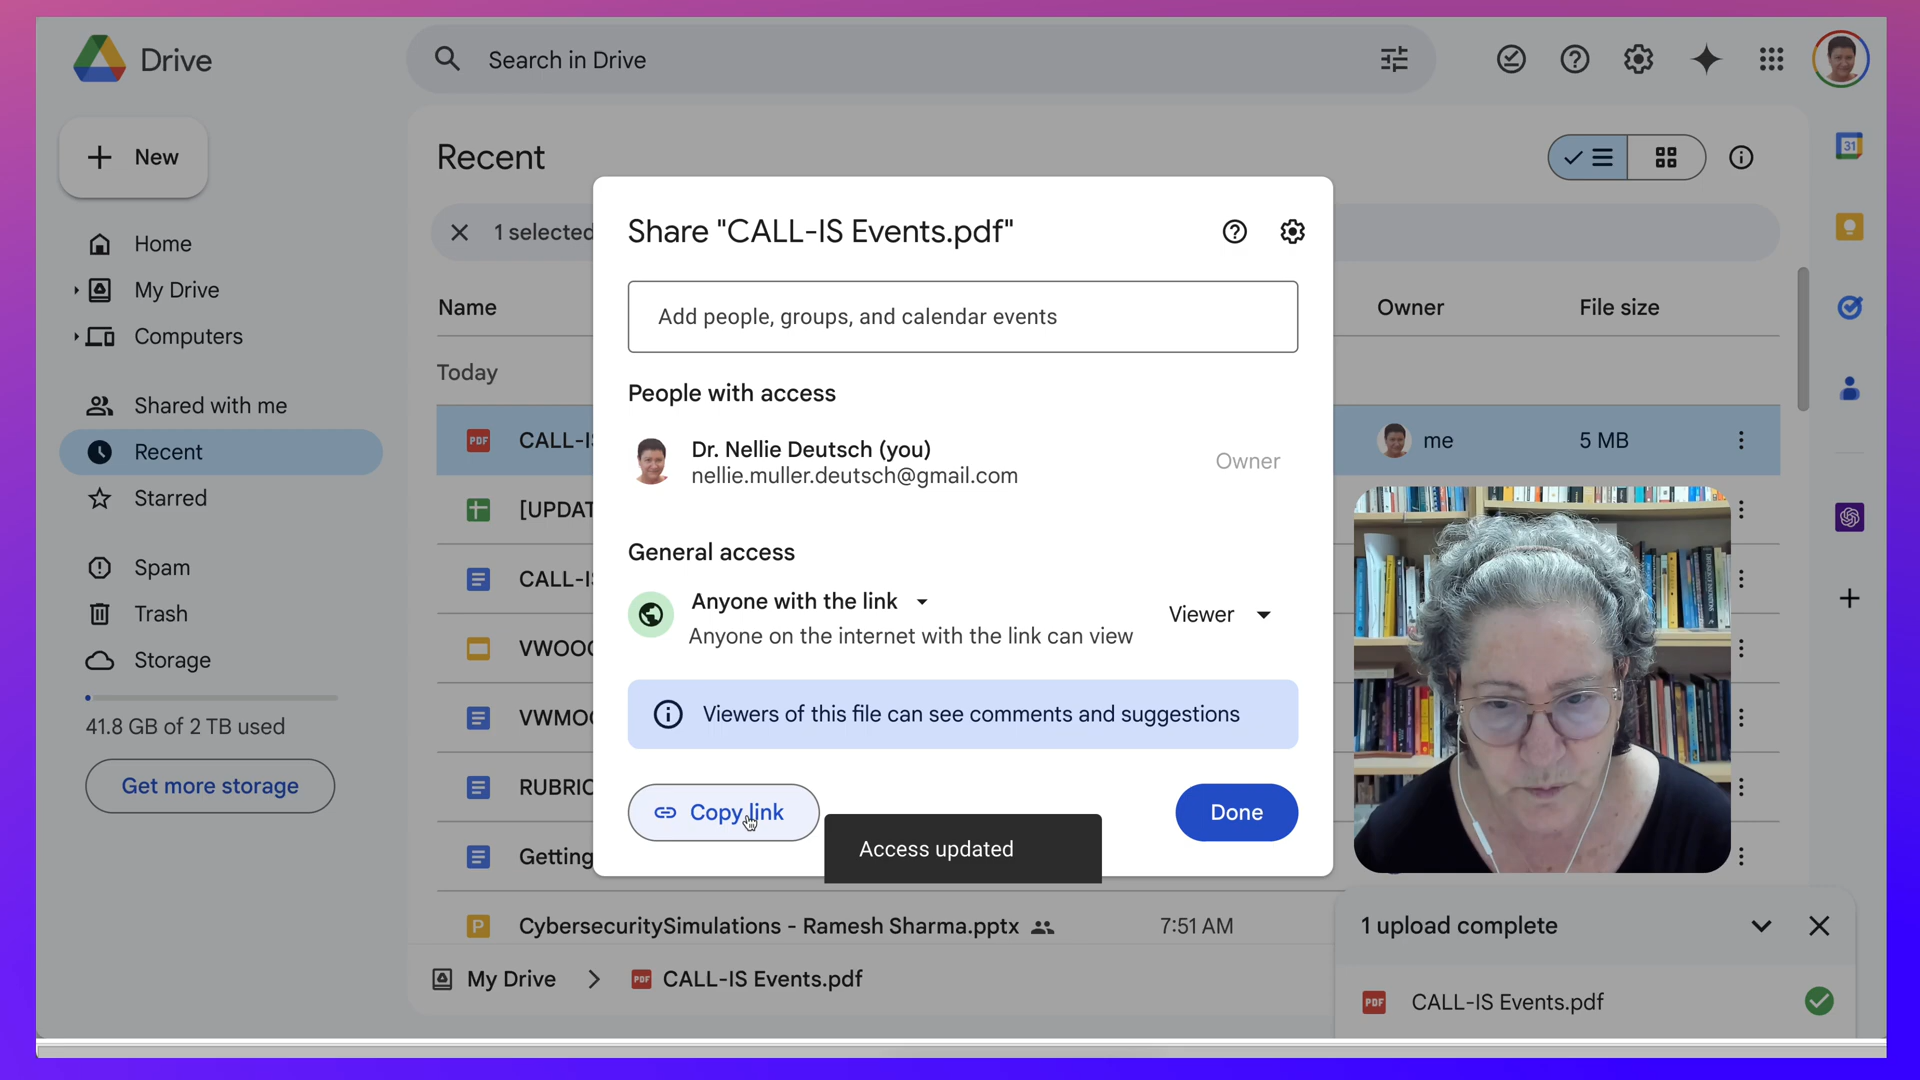 Drive
Search in Drive
New
Home
My Drive
Computers
Shared with me
Recent
Starred
Spam
Trash
Storage
41.8 GB of 2 TB used
Get more storage
Recent
1 selected
Name
Owner
File size
Today
PDF
CALL-IS
me
5 MB
[UPDAT
CALL-IS
VWOO
VWMO
RUBRIC
Getting
P
CybersecuritySimulations - Ramesh Sharma.pptx
7:51 AM
My Drive
PDF
CALL-IS Events.pdf
Share "CALL-IS Events.pdf"
Add people, groups, and calendar events
People with access
Dr. Nellie Deutsch (you)
nellie.muller.deutsch@gmail.com
Owner
General access
Anyone with the link
Anyone on the internet with the link can view
Viewer
Viewers of this file can see comments and suggestions
Copy link
Done
Access updated
1 upload complete
PDF
CALL-IS Events.pdf
31